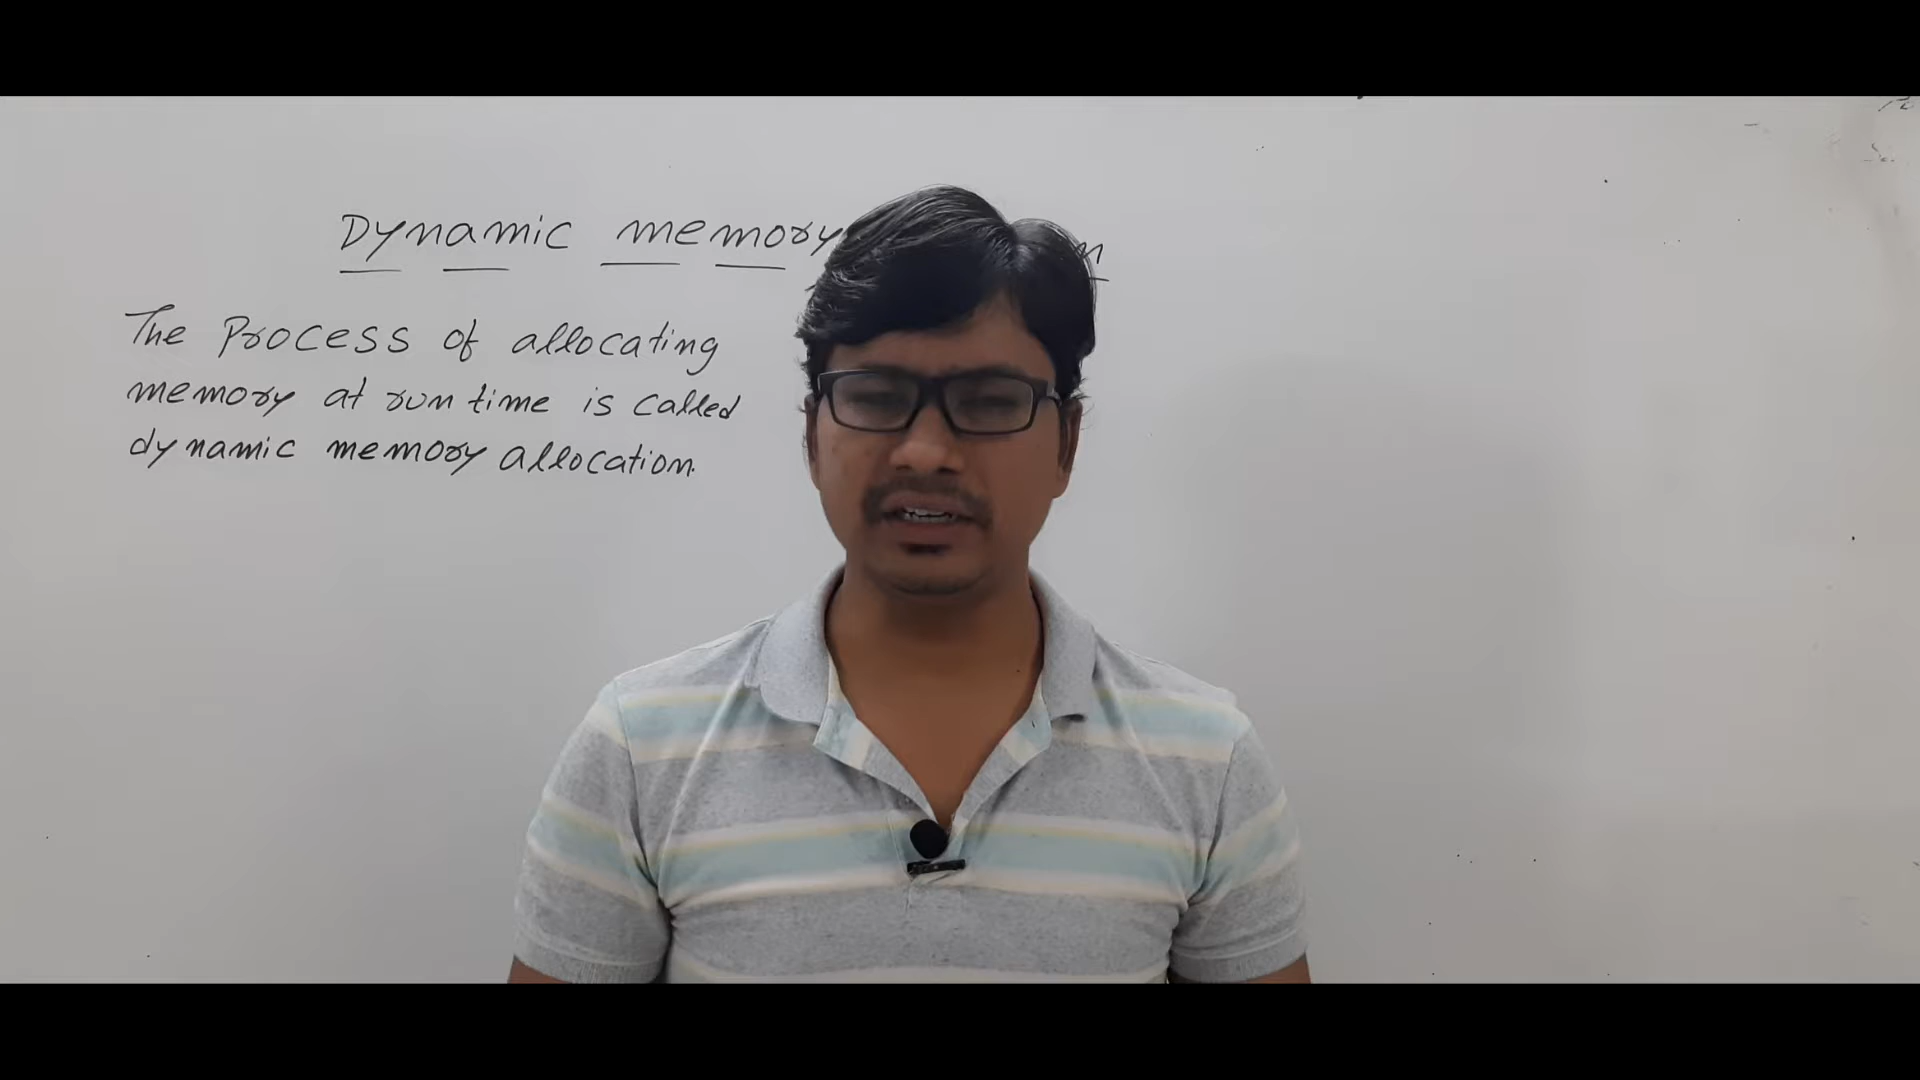 Dynamic memory
The Process of allocating
memory at run time is called
dynamic memory allocation.